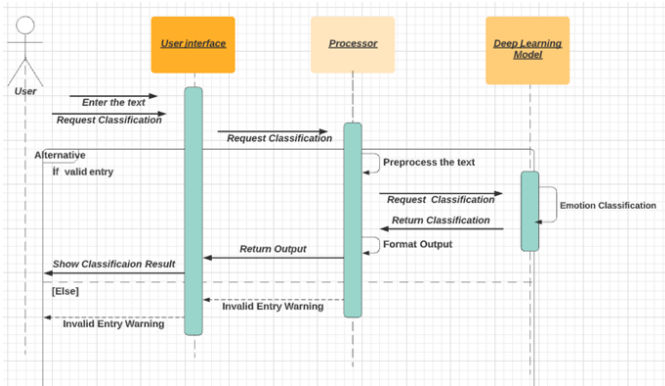 User interface
Processor
Deep Learning
Model
User
Enter the text
Request Classification
Request Classification
Alternative
İf valid entry
Preprocess the text
Request Classification
Emotion Classification
Return Classification
Format Output
Return Output
Show Classificaion Result
[Else]
Invalid Entry Warning
Invalid Entry Warning